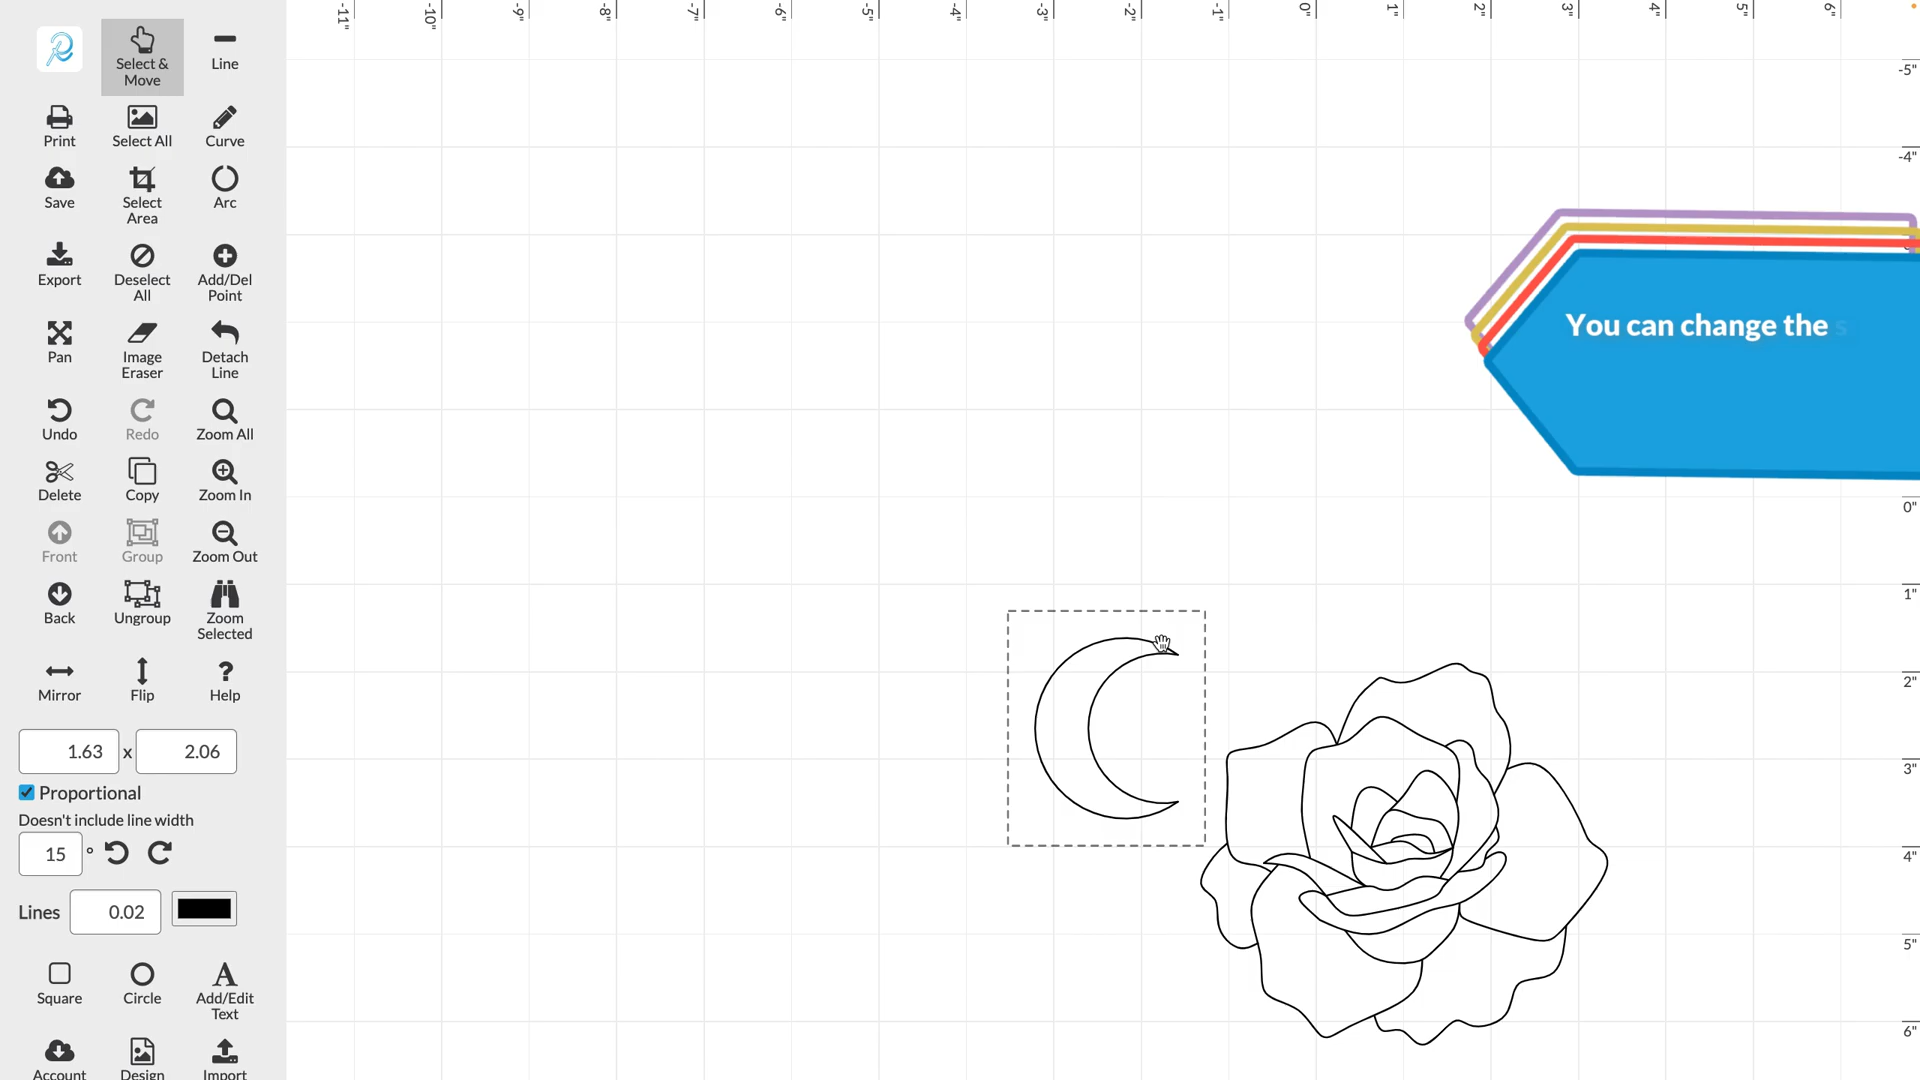 -11"
-10"
-9"
-8"
-7"
-6"
-5"
-4"
-3"
-2"
-1"
0"
1"
2"
3"
4"
5"
6"
Select & Move
Line
Print
Select All
Curve
Save
Select Area
Arc
Export
Deselect All
Add/Del Point
Pan
Image Eraser
Detach Line
Undo
Redo
Zoom All
Delete
Copy
Zoom In
Front
Group
Zoom Out
Back
Ungroup
Zoom Selected
Mirror
Flip
? Help
1.63 x 2.06
Proportional
Doesn't include line width
15 °
Lines 0.02
Square
Circle
A Add/Edit Text
Account
Design
Import
You can change the s
-5"
-4"
0"
1"
2"
3"
4"
5"
6"